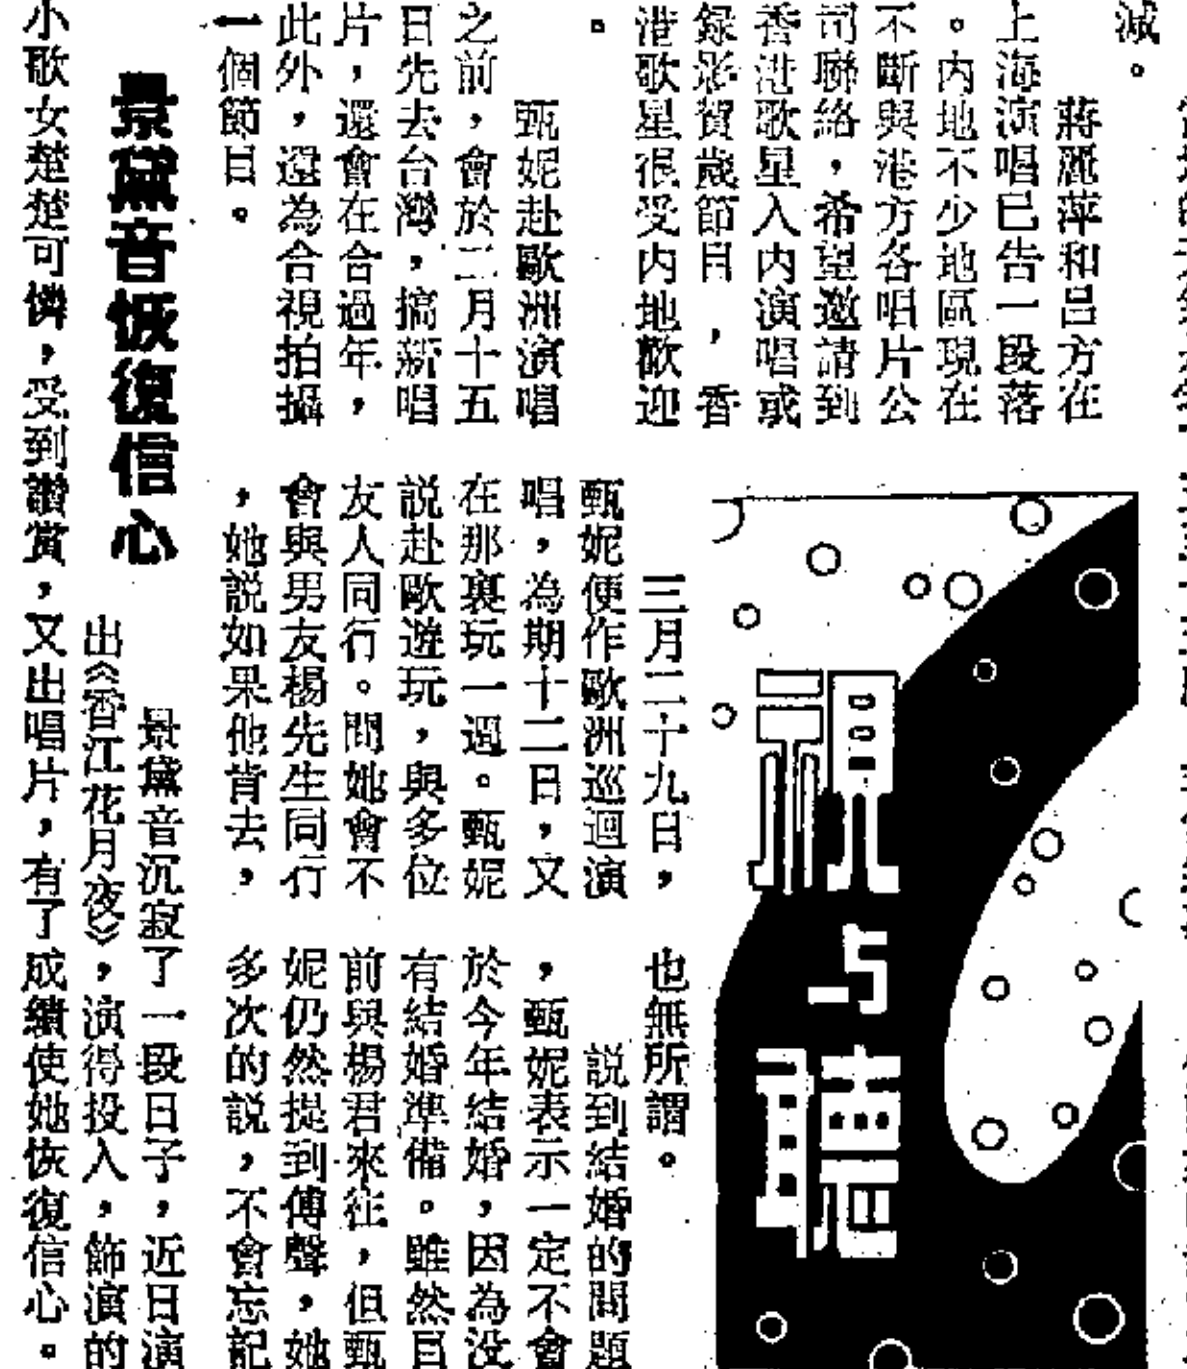 減。
蔣麗萍和呂方在
上海演唱已告一段落
。內地不少地區現在
不斷與港方各唱片公
司聯絡，希望邀請到
香港歌星入內演唱或
錄影賀歲節目，香
港歌星很受內地歡迎
。
甄妮赴歐洲演唱
之前，會於二月十五
日先去台灣，搞新唱
片，還會在台過年，
此外，還為台視拍攝
一個節目。
三月二十九日，
甄妮便作歐洲巡迴演
唱，為期十二日，又
在那裏玩一週。甄妮
説赴歐遊玩，與多位
友人同行。問她會不
會與男友楊先生同行
，她説如果他肯去，
也無所謂。
説到結婚的問題
，甄妮表示一定不會
於今年結婚，因為没
有結婚準備。雖然目
前與楊君來往，但甄
妮仍然提到傅聲，她
多次的説，不會忘記
景黛音恢復信心
景黛音沉寂了一段日子，近日演
出《香江花月夜》，演得投入，飾演的
小歌女楚楚可憐，受到讚賞，又出唱片，有了成績使她恢復信心。